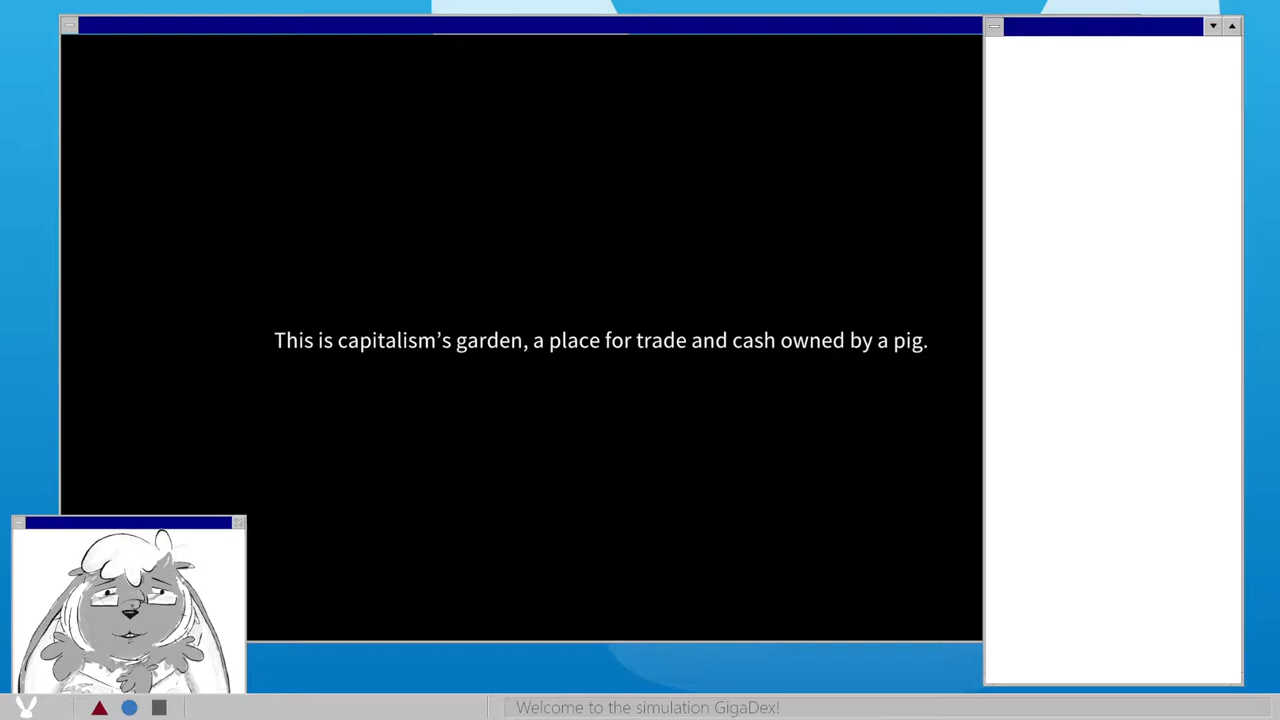 This is capitalism’s garden, a place for trade and cash owned by a pig.
Welcome to the simulation GigaDex!